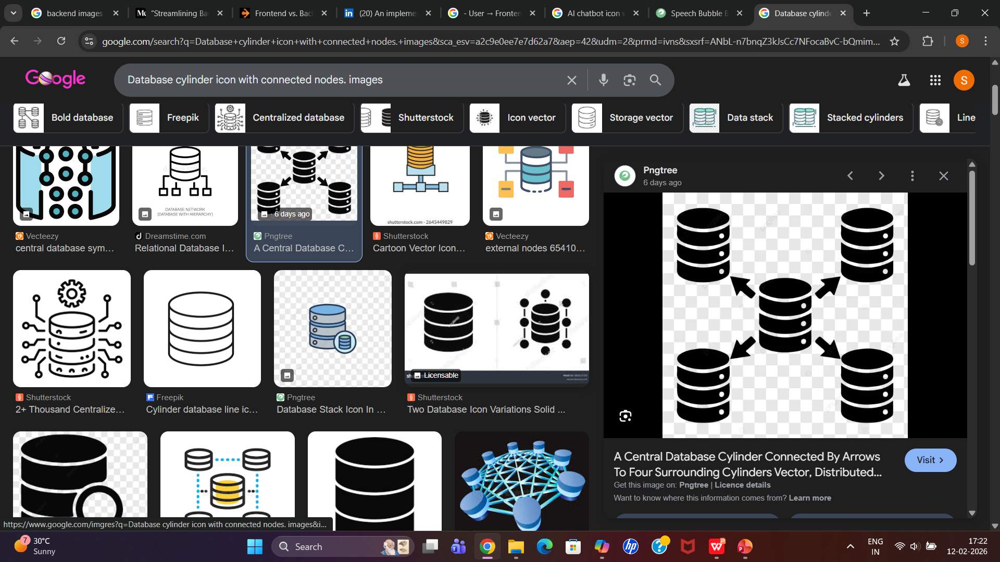 backend images
"Streamlining Ba
Frontend vs. Bac
(20) An impleme
- User → Fronten
AI chatbot icon w
Speech Bubble B
Database cylinde
google.com/search?q=Database+cylinder+icon+with+connected+nodes.+images&sca_esv=a2c9e0ee7e7d62a7&aep=42&udm=2&prmd=ivns&sxsrf=ANbL-n7bnqZ3kJsCc7NFocaBvC-bQmim...
S
Google
Database cylinder icon with connected nodes. images
S
Bold database
Freepik
Centralized database
Shutterstock
Icon vector
Storage vector
Data stack
Stacked cylinders
Line
DATABASE NETWORK
(DATABASE WITH HIERARCHY)
· 6 days ago
shutterstock.com · 2645449829
Vecteezy
central database sym...
Dreamstime.com
Relational Database I...
Pngtree
A Central Database C...
Shutterstock
Cartoon Vector Icon...
Vecteezy
external nodes 65410...
Licensable
Shutterstock
2+ Thousand Centralize...
Freepik
Cylinder database line ic...
Pngtree
Database Stack Icon In ...
Shutterstock
Two Database Icon Variations Solid ...
Pngtree
6 days ago
A Central Database Cylinder Connected By Arrows
To Four Surrounding Cylinders Vector, Distributed...
Visit
Get this image on: Pngtree | Licence details
Want to know where this information comes from? Learn more
https://www.google.com/imgres?q=Database cylinder icon with connected nodes. images&i...
7
30°C
Sunny
Search
ENG
IN
17:22
12-02-2026